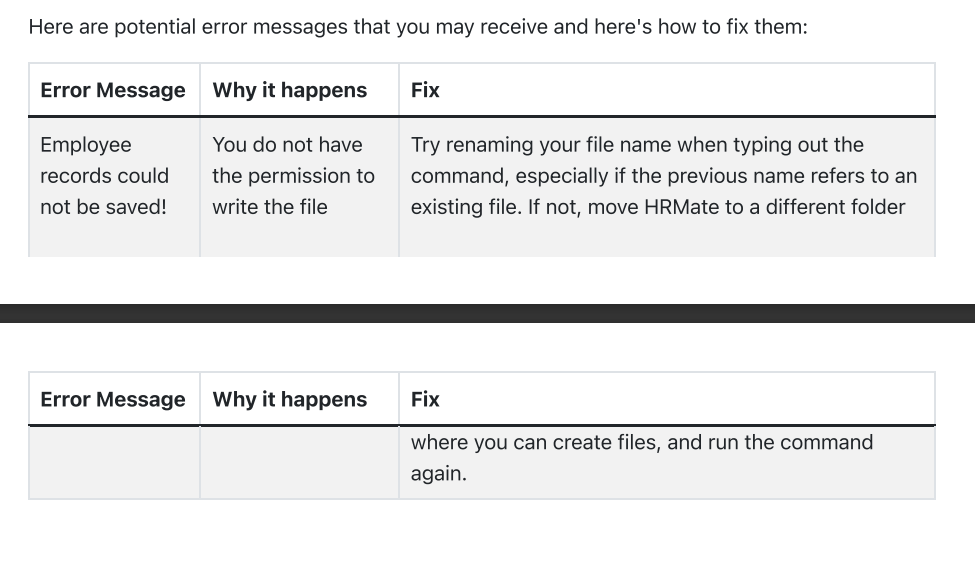 Here are potential error messages that you may receive and here's how to fix them:
Error Message Why it happens Fix
Employee
records could
not be saved!
You do not have
the permission to
write the file
Try renaming your file name when typing out the
command, especially if the previous name refers to an
existing file. If not, move HRMate to a different folder
Error Message Why it happens Fix
where you can create files, and run the command
again.